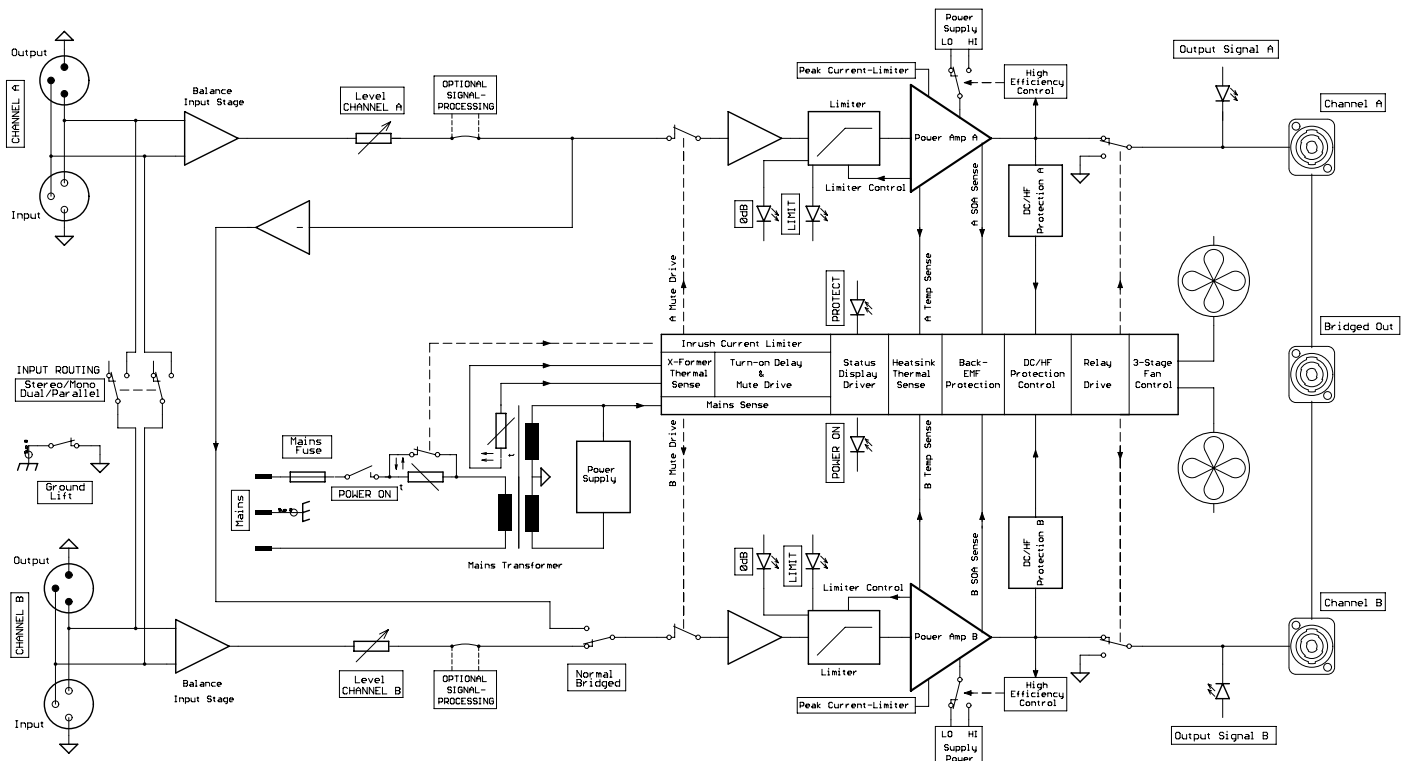 Power
Supply
LO HI
Output
CHANNEL A
Input
Balance
Input Stage
Level
CHANNEL A
OPTIONAL
SIGNAL-
PROCESSING
Peak Current-Limiter
High
Efficiency
Control
Output Signal A
Channel A
Limiter
Power Amp A
Limiter Control
0dB
LIMIT
A SOA Sense
DC/HF
Protection A
A Mute Drive
PROTECT
A Temp Sense
Bridged Out
Inrush Current Limiter
X-Former
Thermal
Sense
Turn-on Delay
&
Mute Drive
Mains Sense
Status
Display
Driver
Heatsink
Thermal
Sense
Back-
EMF
Protection
DC/HF
Protection
Control
Relay
Drive
3-Stage
Fan
Control
INPUT ROUTING
Stereo/Mono
Dual/Parallel
Ground
Lift
Mains
Fuse
POWER ON
t
t
Mains
Power
Supply
Mains Transformer
B Mute Drive
POWER ON
B Temp Sense
B SOA Sense
DC/HF
Protection B
Output
CHANNEL B
Input
Balance
Input Stage
Level
CHANNEL B
OPTIONAL
SIGNAL-
PROCESSING
Normal
Bridged
0dB
LIMIT
Limiter Control
Limiter
Power Amp B
Peak Current-Limiter
High
Efficiency
Control
Channel B
Output Signal B
LO HI
Supply
Power